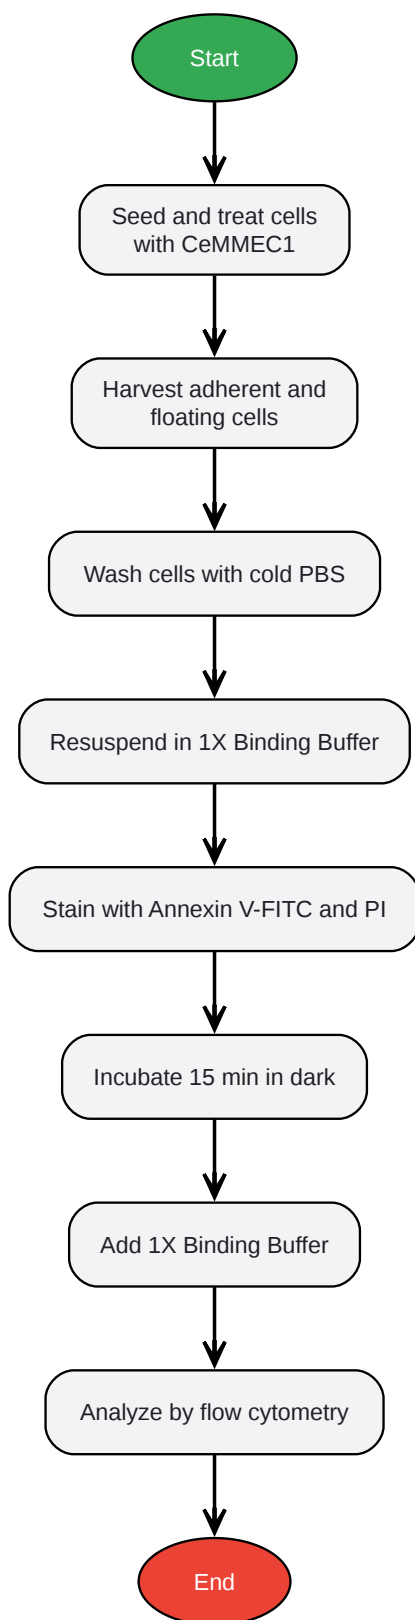 Start
Seed and treat cells
with CeMMEC1
Harvest adherent and
floating cells
Wash cells with cold PBS
Resuspend in 1X Binding Buffer
Stain with Annexin V-FITC and PI
Incubate 15 min in dark
Add 1X Binding Buffer
Analyze by flow cytometry
End